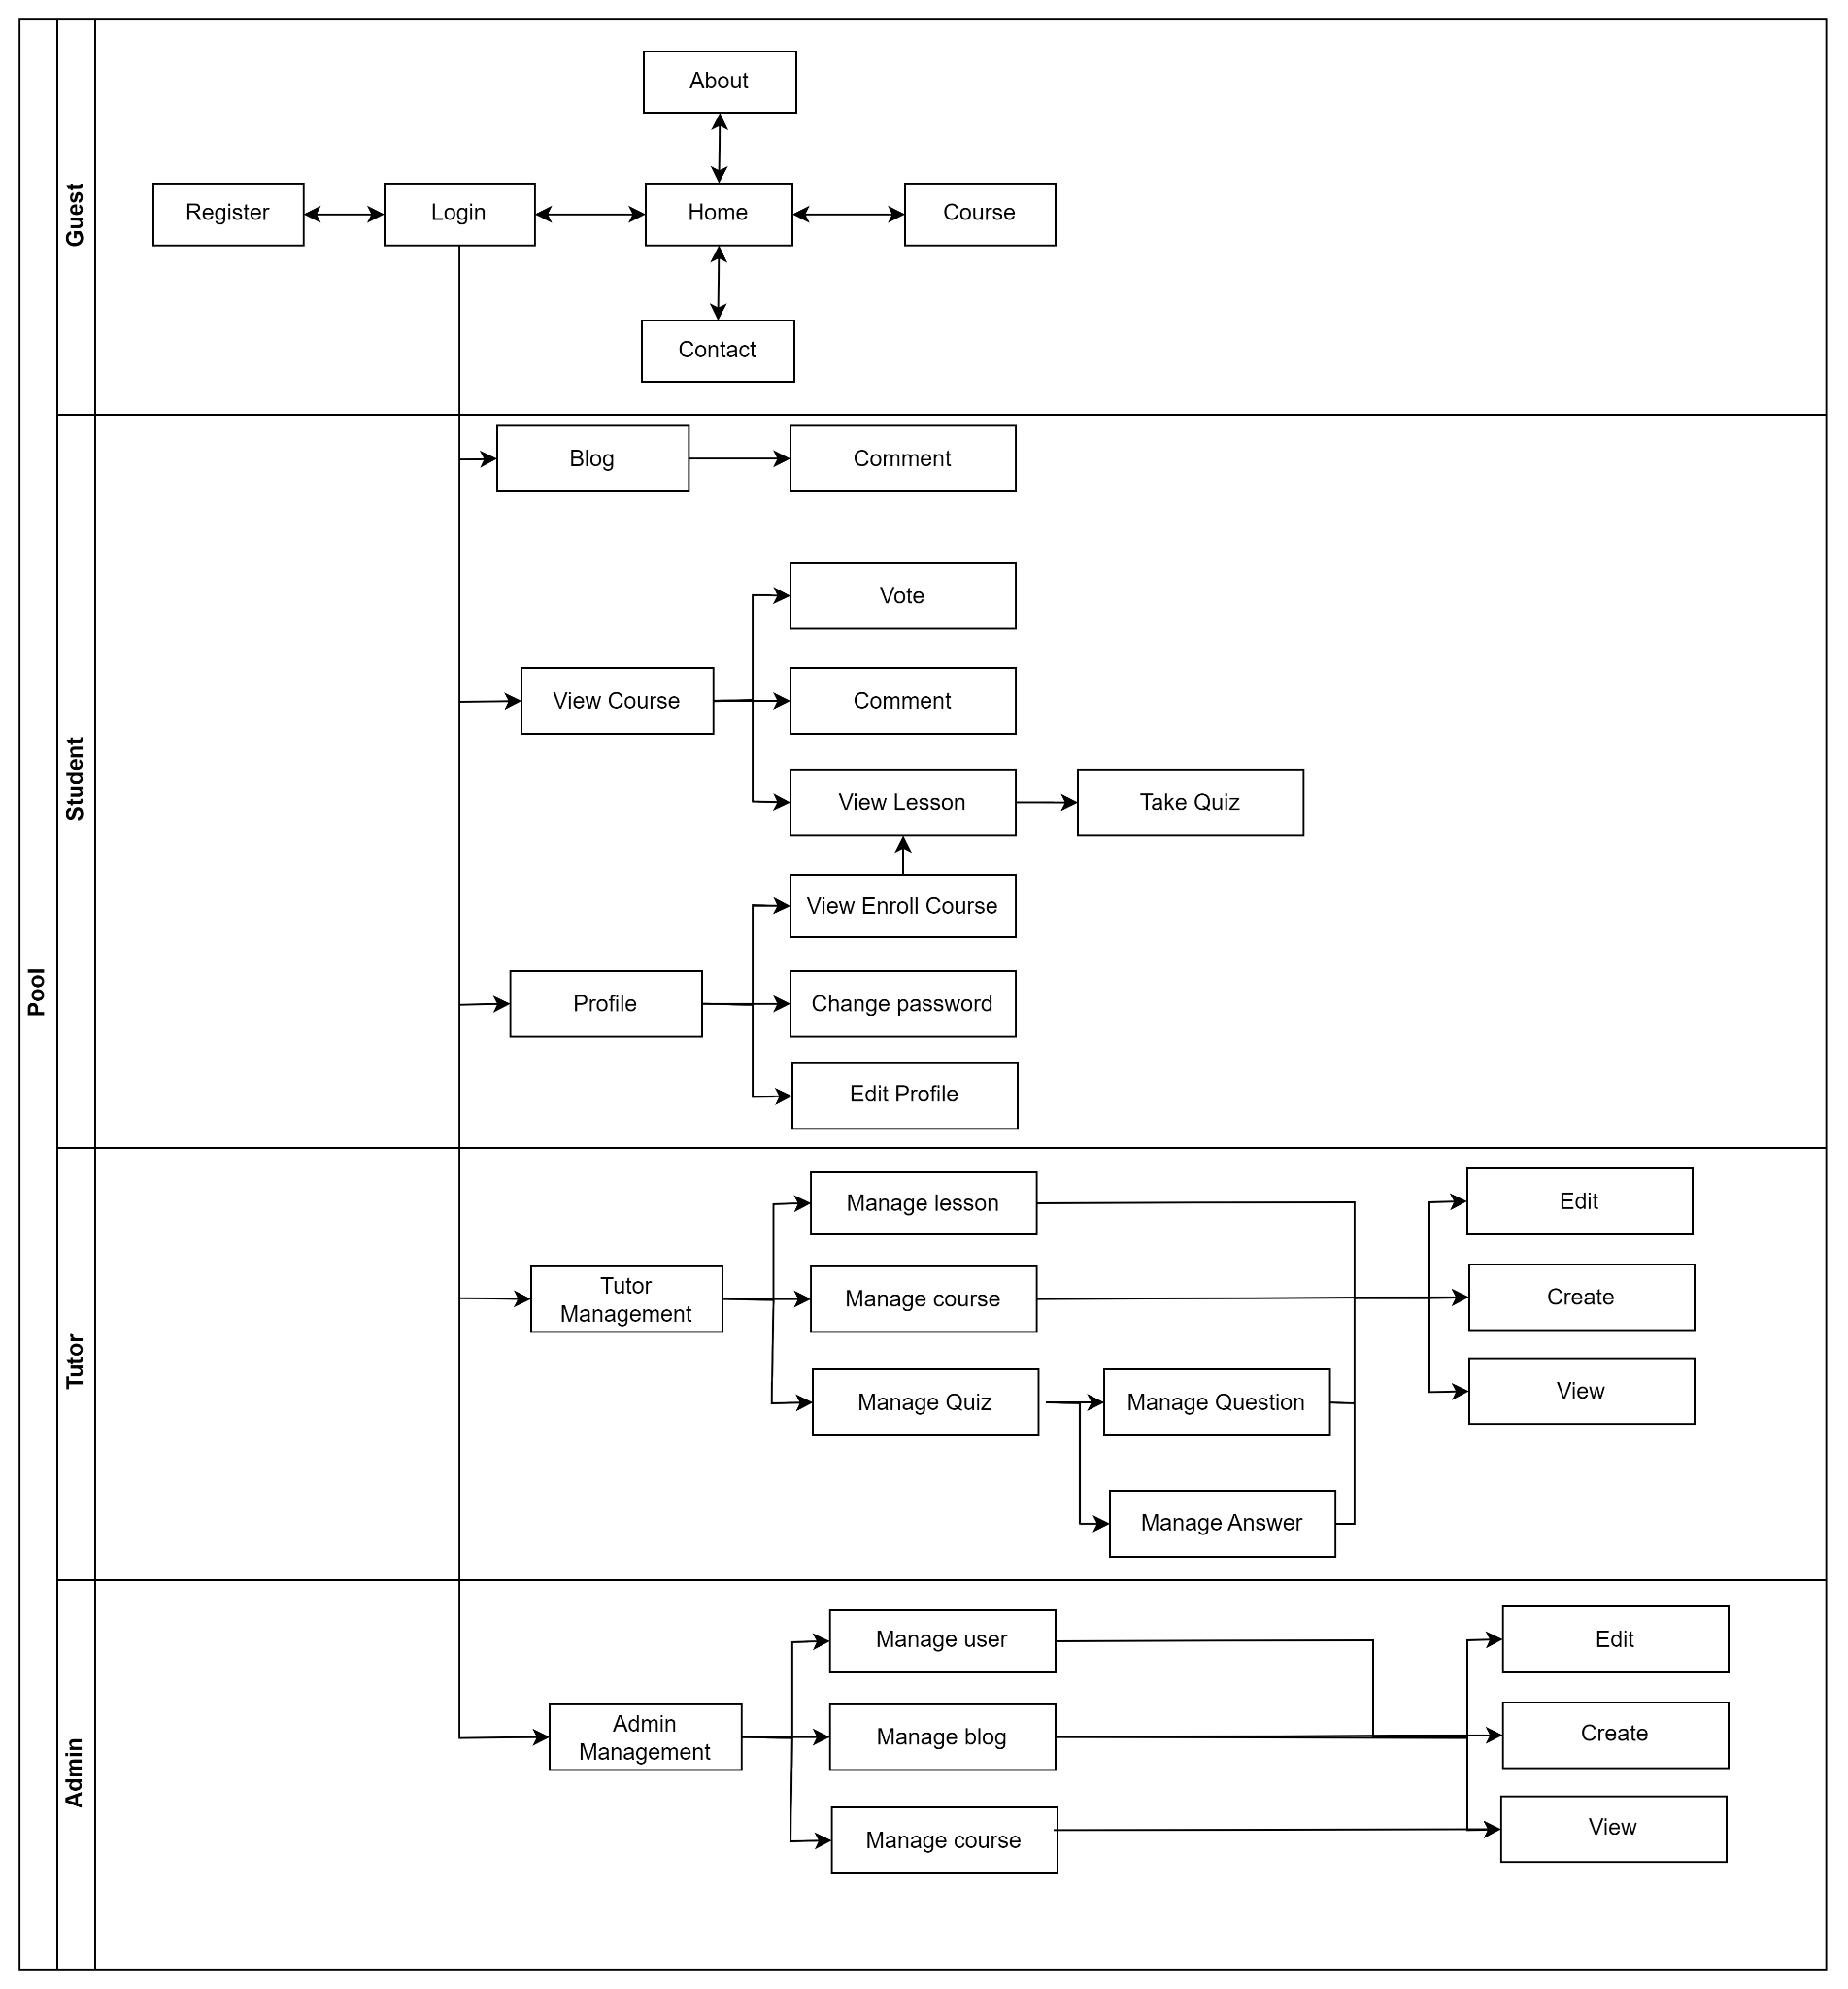 Pool
Guest
About
Register
Login
Home
Course
Contact
Student
Blog
Comment
Vote
View Course
Comment
View Lesson
Take Quiz
View Enroll Course
Profile
Change password
Edit Profile
Tutor
Manage lesson
Edit
Tutor
Management
Manage course
Create
Manage Quiz
Manage Question
View
Manage Answer
Admin
Manage user
Edit
Admin
Management
Manage blog
Create
Manage course
View